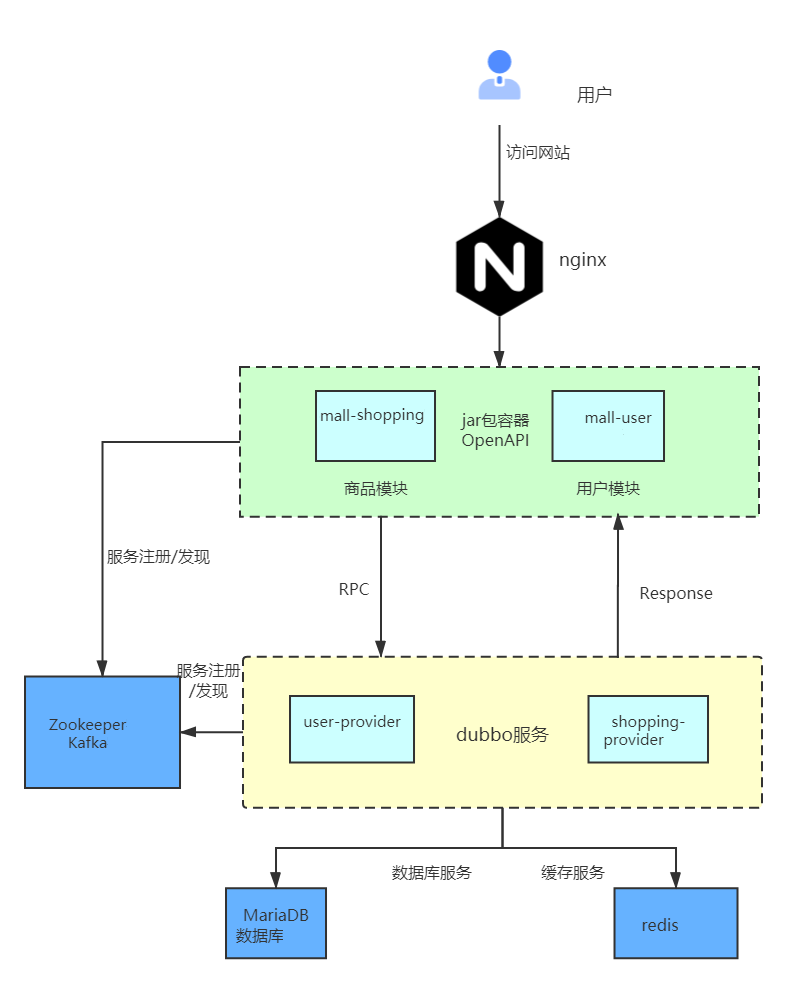 用户
访问网站
N
nginx
mall-shopping
jar包容器
OpenAPI
mall-user
商品模块
用户模块
服务注册/发现
RPC
Response
服务注册
/发现
Zookeeper
Kafka
user-provider
dubbo服务
shopping-
provider
数据库服务
缓存服务
MariaDB
数据库
redis